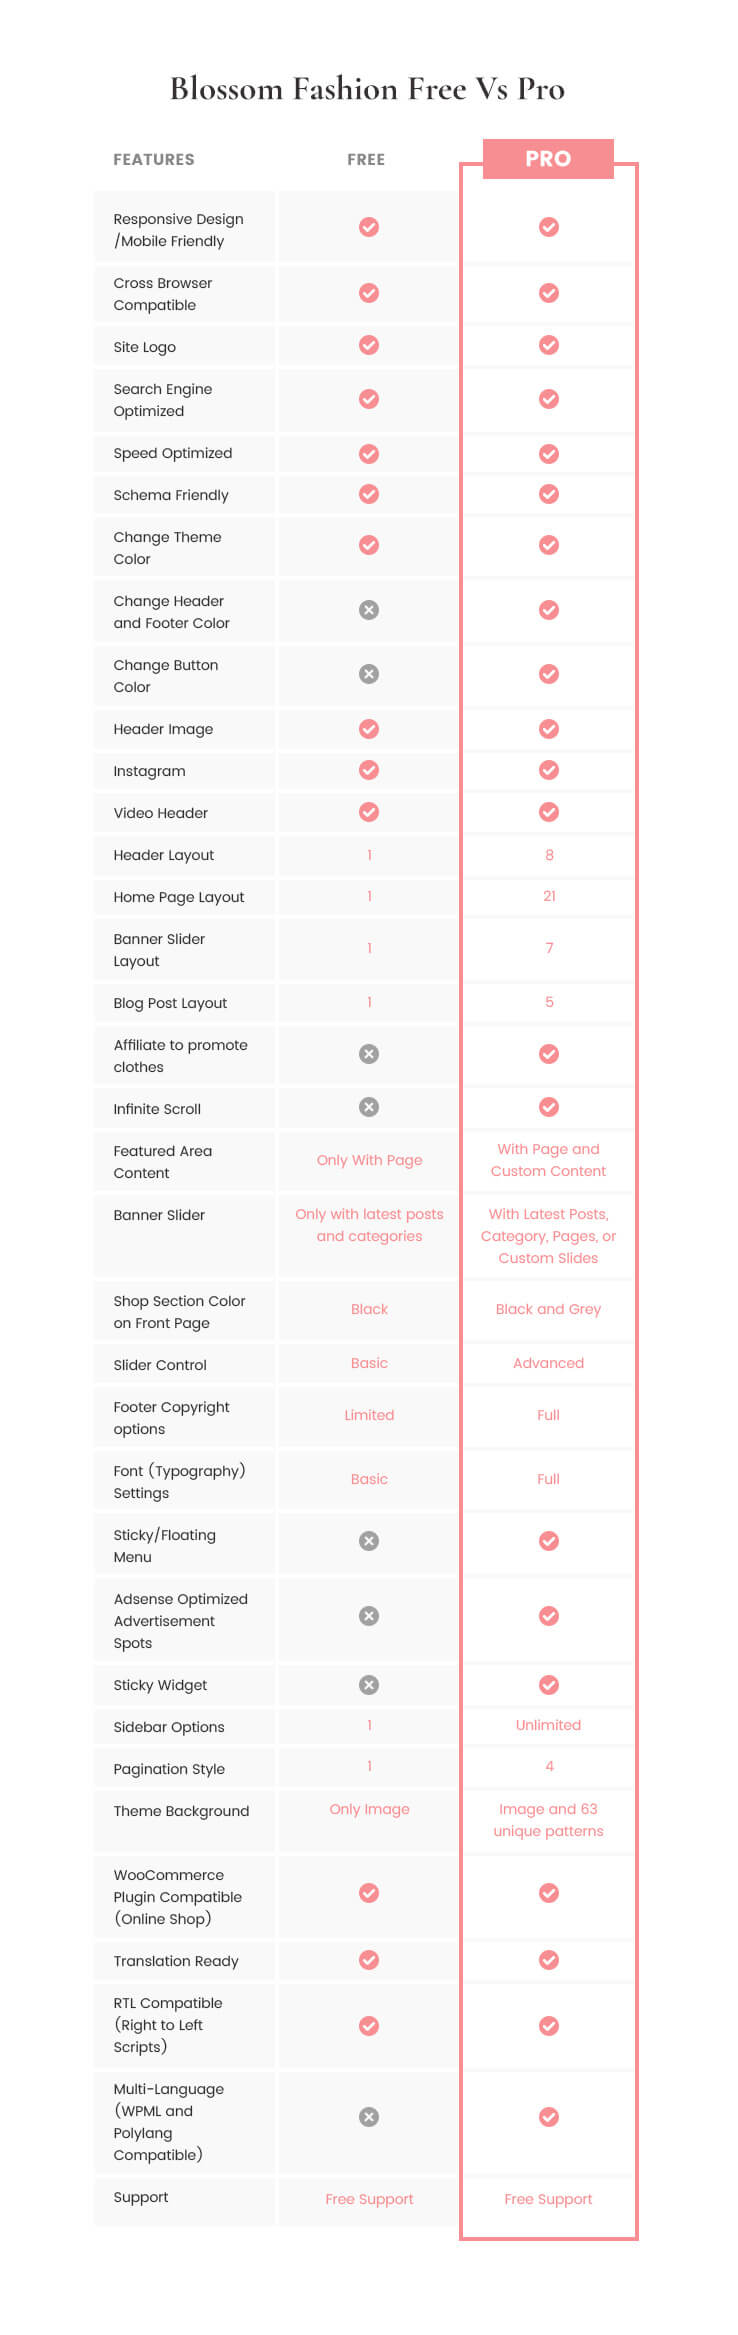 Blossom Fashion Free Vs Pro
FEATURES FREE PRO
Responsive Design
/Mobile Friendly
Cross Browser
Compatible
Site Logo
Search Engine
Optimized
Speed Optimized
Schema Friendly
Change Theme
Color
Change Header
and Footer Color
Change Button
Color
Header Image
Instagram
Video Header
Header Layout 1 8
Home Page Layout 1 21
Banner Slider
Layout
1 7
Blog Post Layout 1 5
Affiliate to promote
clothes
Infinite Scroll
Featured Area
Content
Only With Page
With Page and
Custom Content
Banner Slider
Only with latest posts
and categories
With Latest Posts,
Category, Pages, or
Custom Slides
Shop Section Color
on Front Page
Black
Black and Grey
Slider Control Basic Advanced
Footer Copyright
options
Limited
Full
Font (Typography)
Settings
Basic
Full
Sticky/Floating
Menu
Adsense Optimized
Advertisement
Spots
Sticky Widget
Sidebar Options 1 Unlimited
Pagination Style 1 4
Theme Background
Only Image
Image and 63
unique patterns
WooCommerce
Plugin Compatible
(Online Shop)
Translation Ready
RTL Compatible
(Right to Left
Scripts)
Multi-Language
(WPML and
Polylang
Compatible)
Support Free Support Free Support